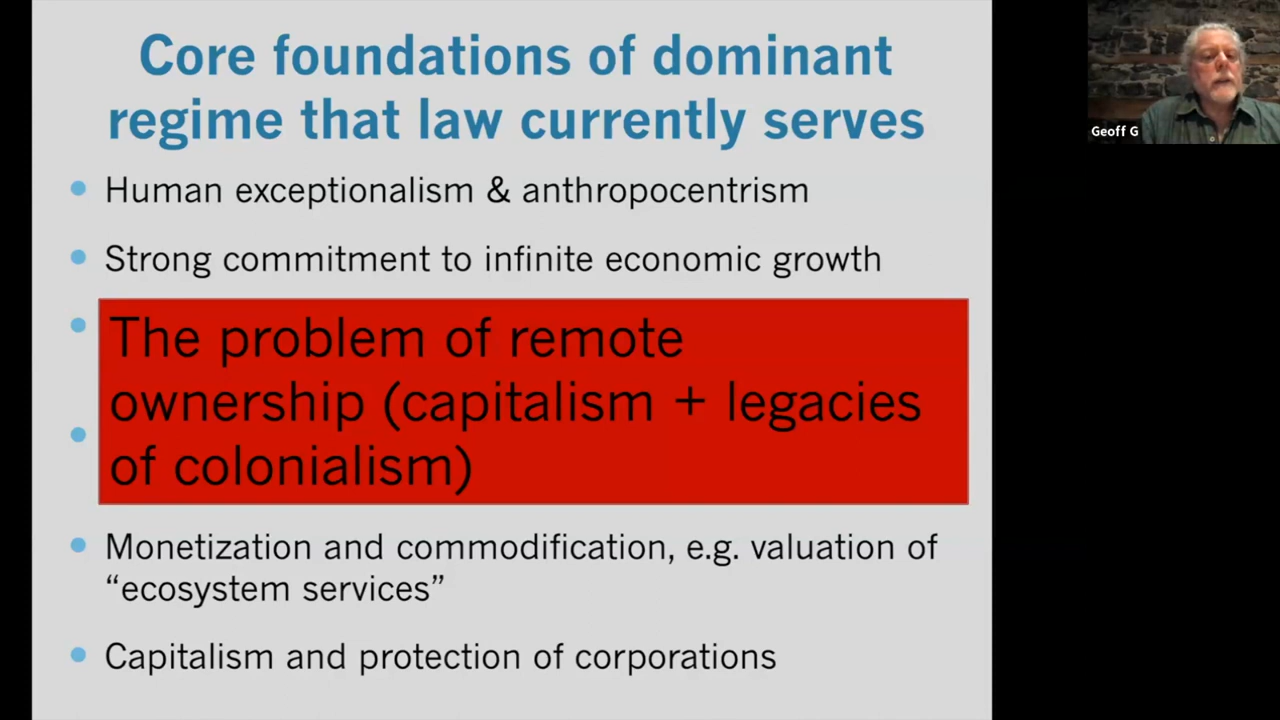 Core foundations of dominant
regime that law currently serves
Human exceptionalism & anthropocentrism
Strong commitment to infinite economic growth
The problem of remote
ownership (capitalism + legacies
of colonialism)
Monetization and commodification, e.g. valuation of
“ecosystem services”
Capitalism and protection of corporations
Geoff G